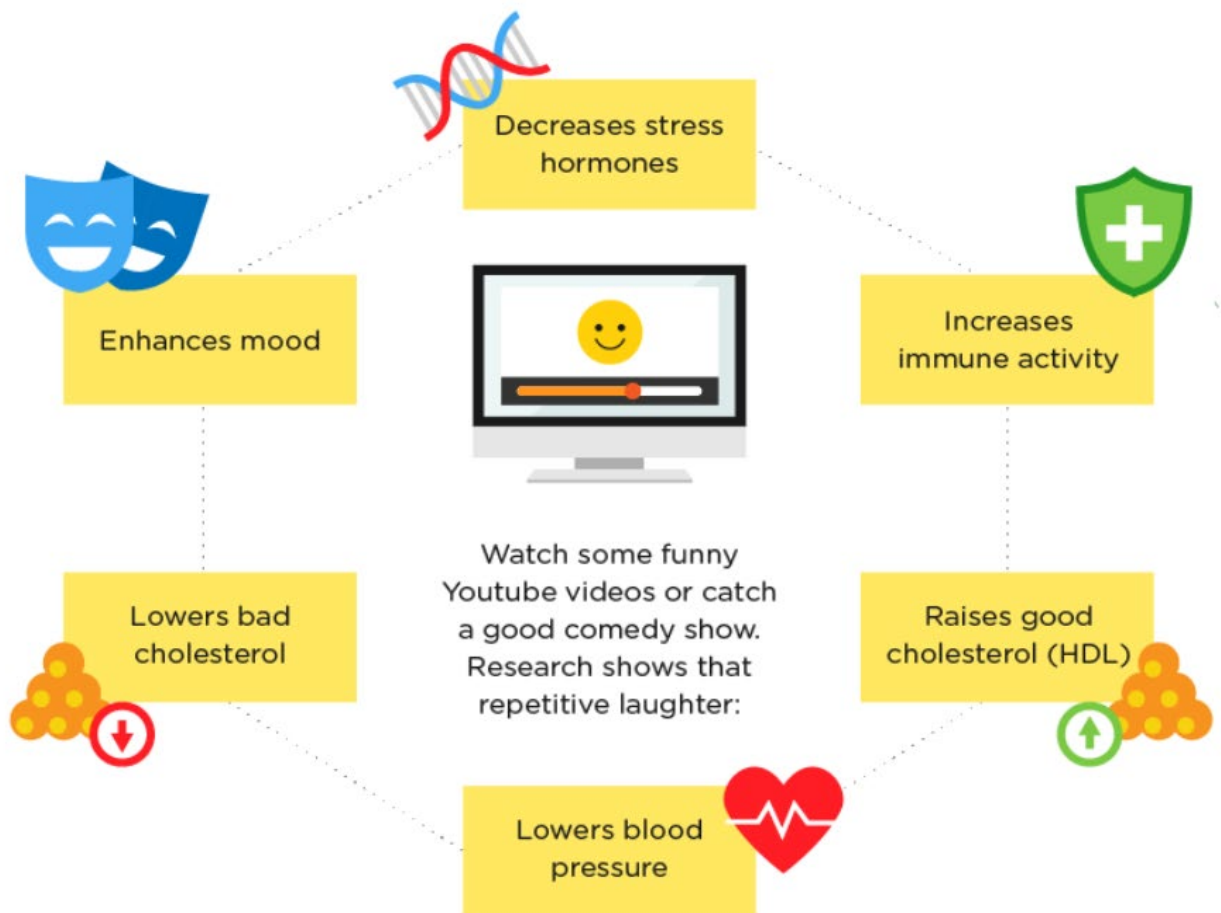 Decreases stress
hormones
Enhances mood
Increases
immune activity
Watch some funny
Youtube videos or catch
a good comedy show.
Research shows that
repetitive laughter:
Lowers bad
cholesterol
Raises good
cholesterol (HDL)
Lowers blood
pressure